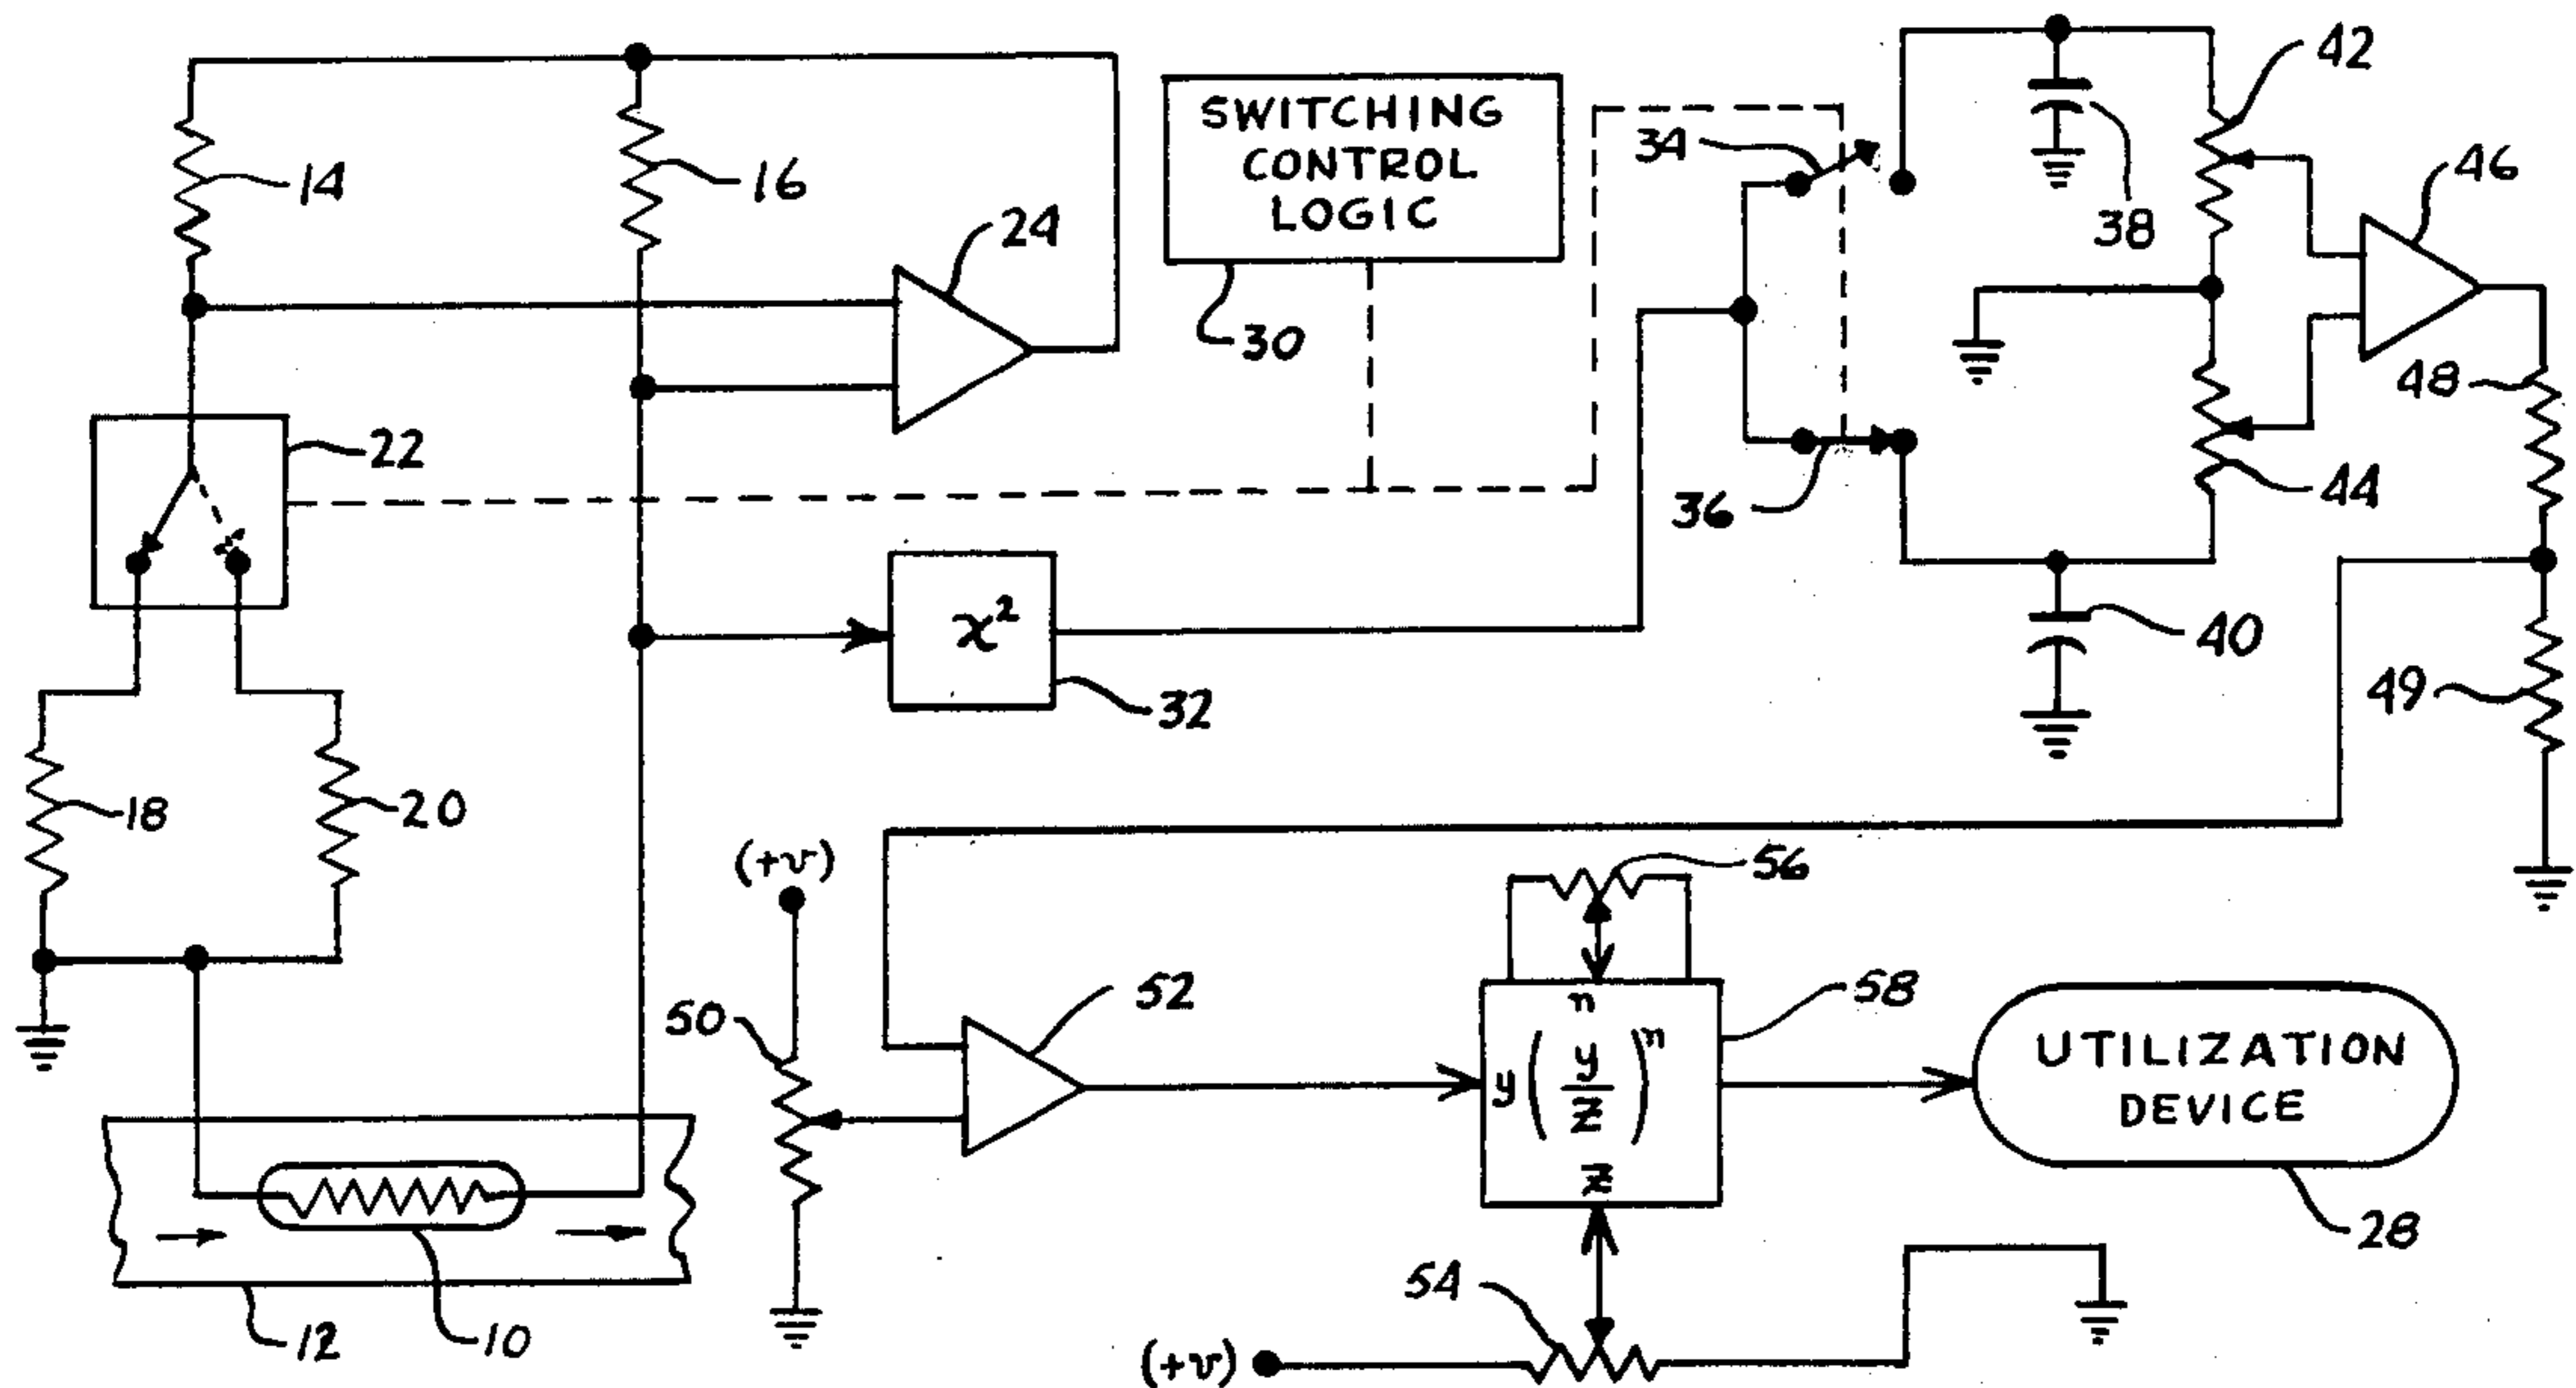 42
SWITCHING
CONTROL
LOGIC
34
14
16
46
38
24
30
48
22
44
36
x²
40
32
49
18
20
(+v)
56
50
52
n
58
y(y/z)ⁿ
z
UTILIZATION
DEVICE
28
54
12
10
(+v)